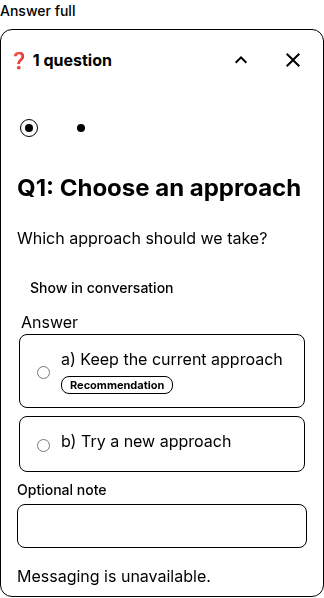 Answer full
❓ 1 question
Q1: Choose an approach
Which approach should we take?
Show in conversation
Answer
a) Keep the current approach
Recommendation
b) Try a new approach
Optional note
Messaging is unavailable.